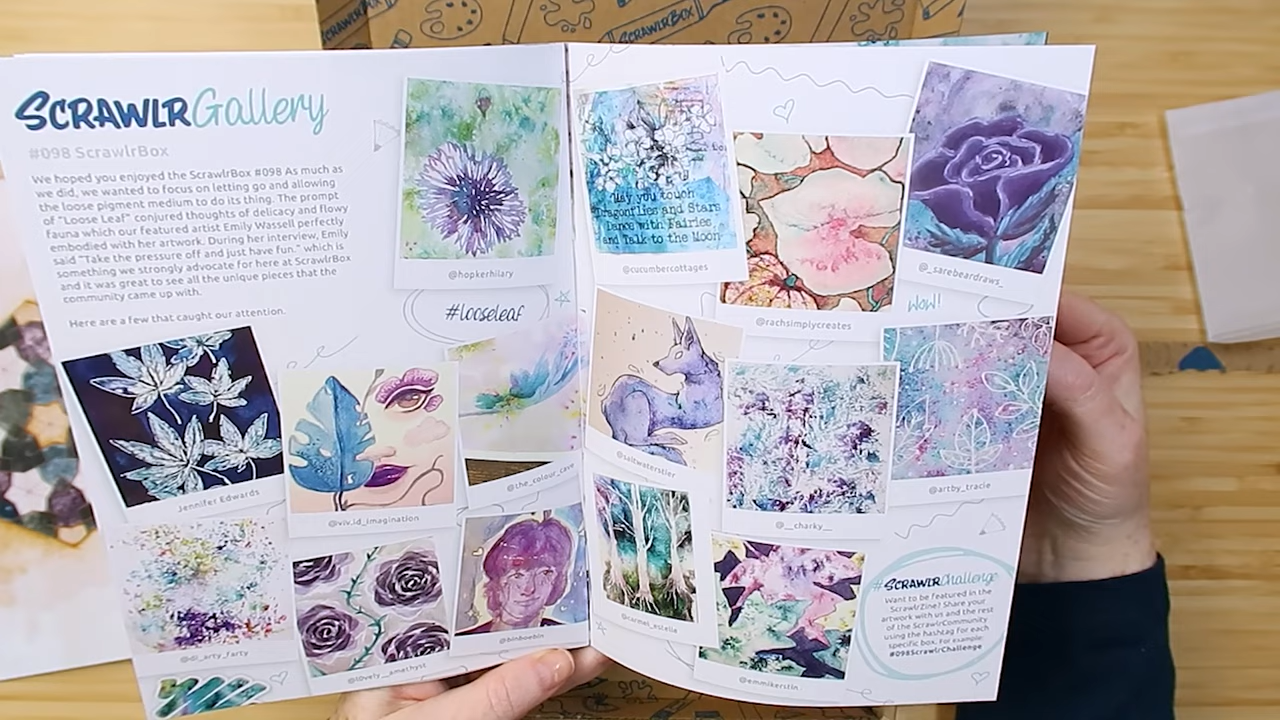 SCRAWLRBOX
SCRAWLRBOX
SCRAWLRGallery
#098 ScrawlrBox
We hoped you enjoyed the ScrawlrBox #098 As much as
we did, we wanted to focus on letting go and allowing
the loose pigment medium to do its thing. The prompt
of "Loose Leaf" conjured thoughts of delicacy and flowy
fauna which our featured artist Emily Wassell perfectly
embodied with her artwork. During her interview, Emily
said "Take the pressure off and just have fun." which is
something we strongly advocate for here at ScrawlrBox
and it was great to see all the unique pieces that the
community came up with.
Here are a few that caught our attention.
@hopkerhilary
#looseleaf
Jennifer Edwards
@viv.id_imagination
@the_colour_cave
@di_arty_farty
@lovely__amethyst
@binboebin
May you touch
Dragonflies and Stars
Dance with Fairies
and Talk to the Moon
@cucumbercottages
@rachsimplycreates
@_sarebeardraws_
WOW!
@saltwaterstier
@__charky__
@artby_tracie
@carmel_estelle
@emmikerstin
#SCRAWLRChallenge
Want to be featured in the
ScrawlrZine? Share your
artwork with us and the rest
of the ScrawlrCommunity
using the hashtag for each
specific box. For example:
#098ScrawlrChallenge